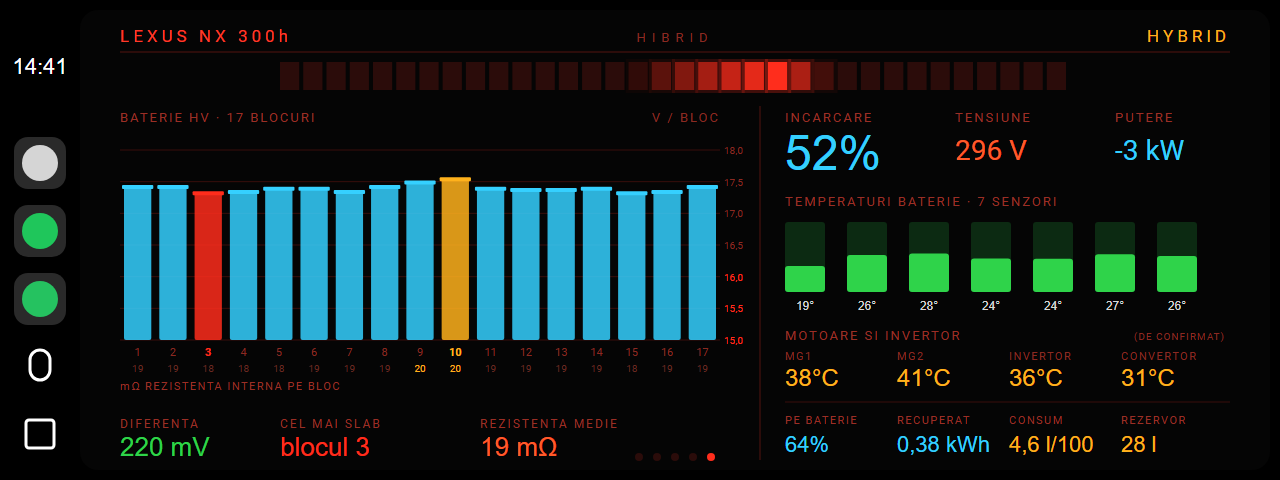 LEXUS NX 300h
HIBRID
HYBRID
14:41
BATERIE HV · 17 BLOCURI
V / BLOC
18,0
17,5
17,0
16,5
16,0
15,5
15,0
1 2 3 4 5 6 7 8 9 10 11 12 13 14 15 16 17
19 19 18 18 18 19 19 19 20 20 19 19 19 19 18 19 19
mΩ REZISTENTA INTERNA PE BLOC
DIFERENTA
220 mV
CEL MAI SLAB
blocul 3
REZISTENTA MEDIE
19 mΩ
INCARCARE
52%
TENSIUNE
296 V
PUTERE
-3 kW
TEMPERATURI BATERIE · 7 SENZORI
19° 26° 28° 24° 24° 27° 26°
MOTOARE SI INVERTOR
(DE CONFIRMAT)
MG1
38°C
MG2
41°C
INVERTOR
36°C
CONVERTOR
31°C
PE BATERIE
64%
RECUPERAT
0,38 kWh
CONSUM
4,6 l/100
REZERVOR
28 l